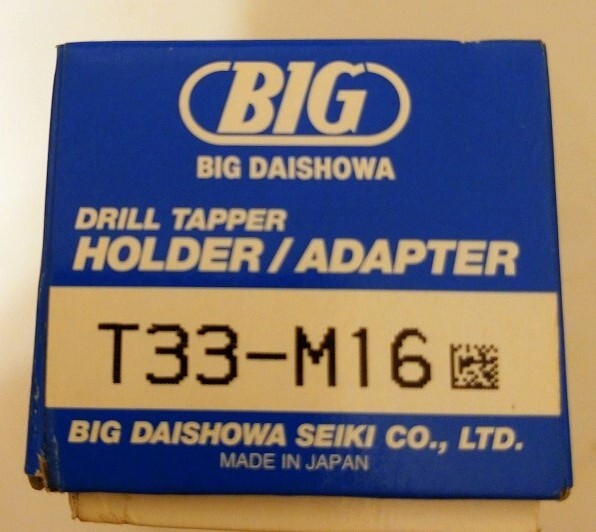 BIG
BIG DAISHOWA
DRILL TAPPER
HOLDER/ADAPTER
T33-M16
BIG DAISHOWA SEIKI CO., LTD.
MADE IN JAPAN